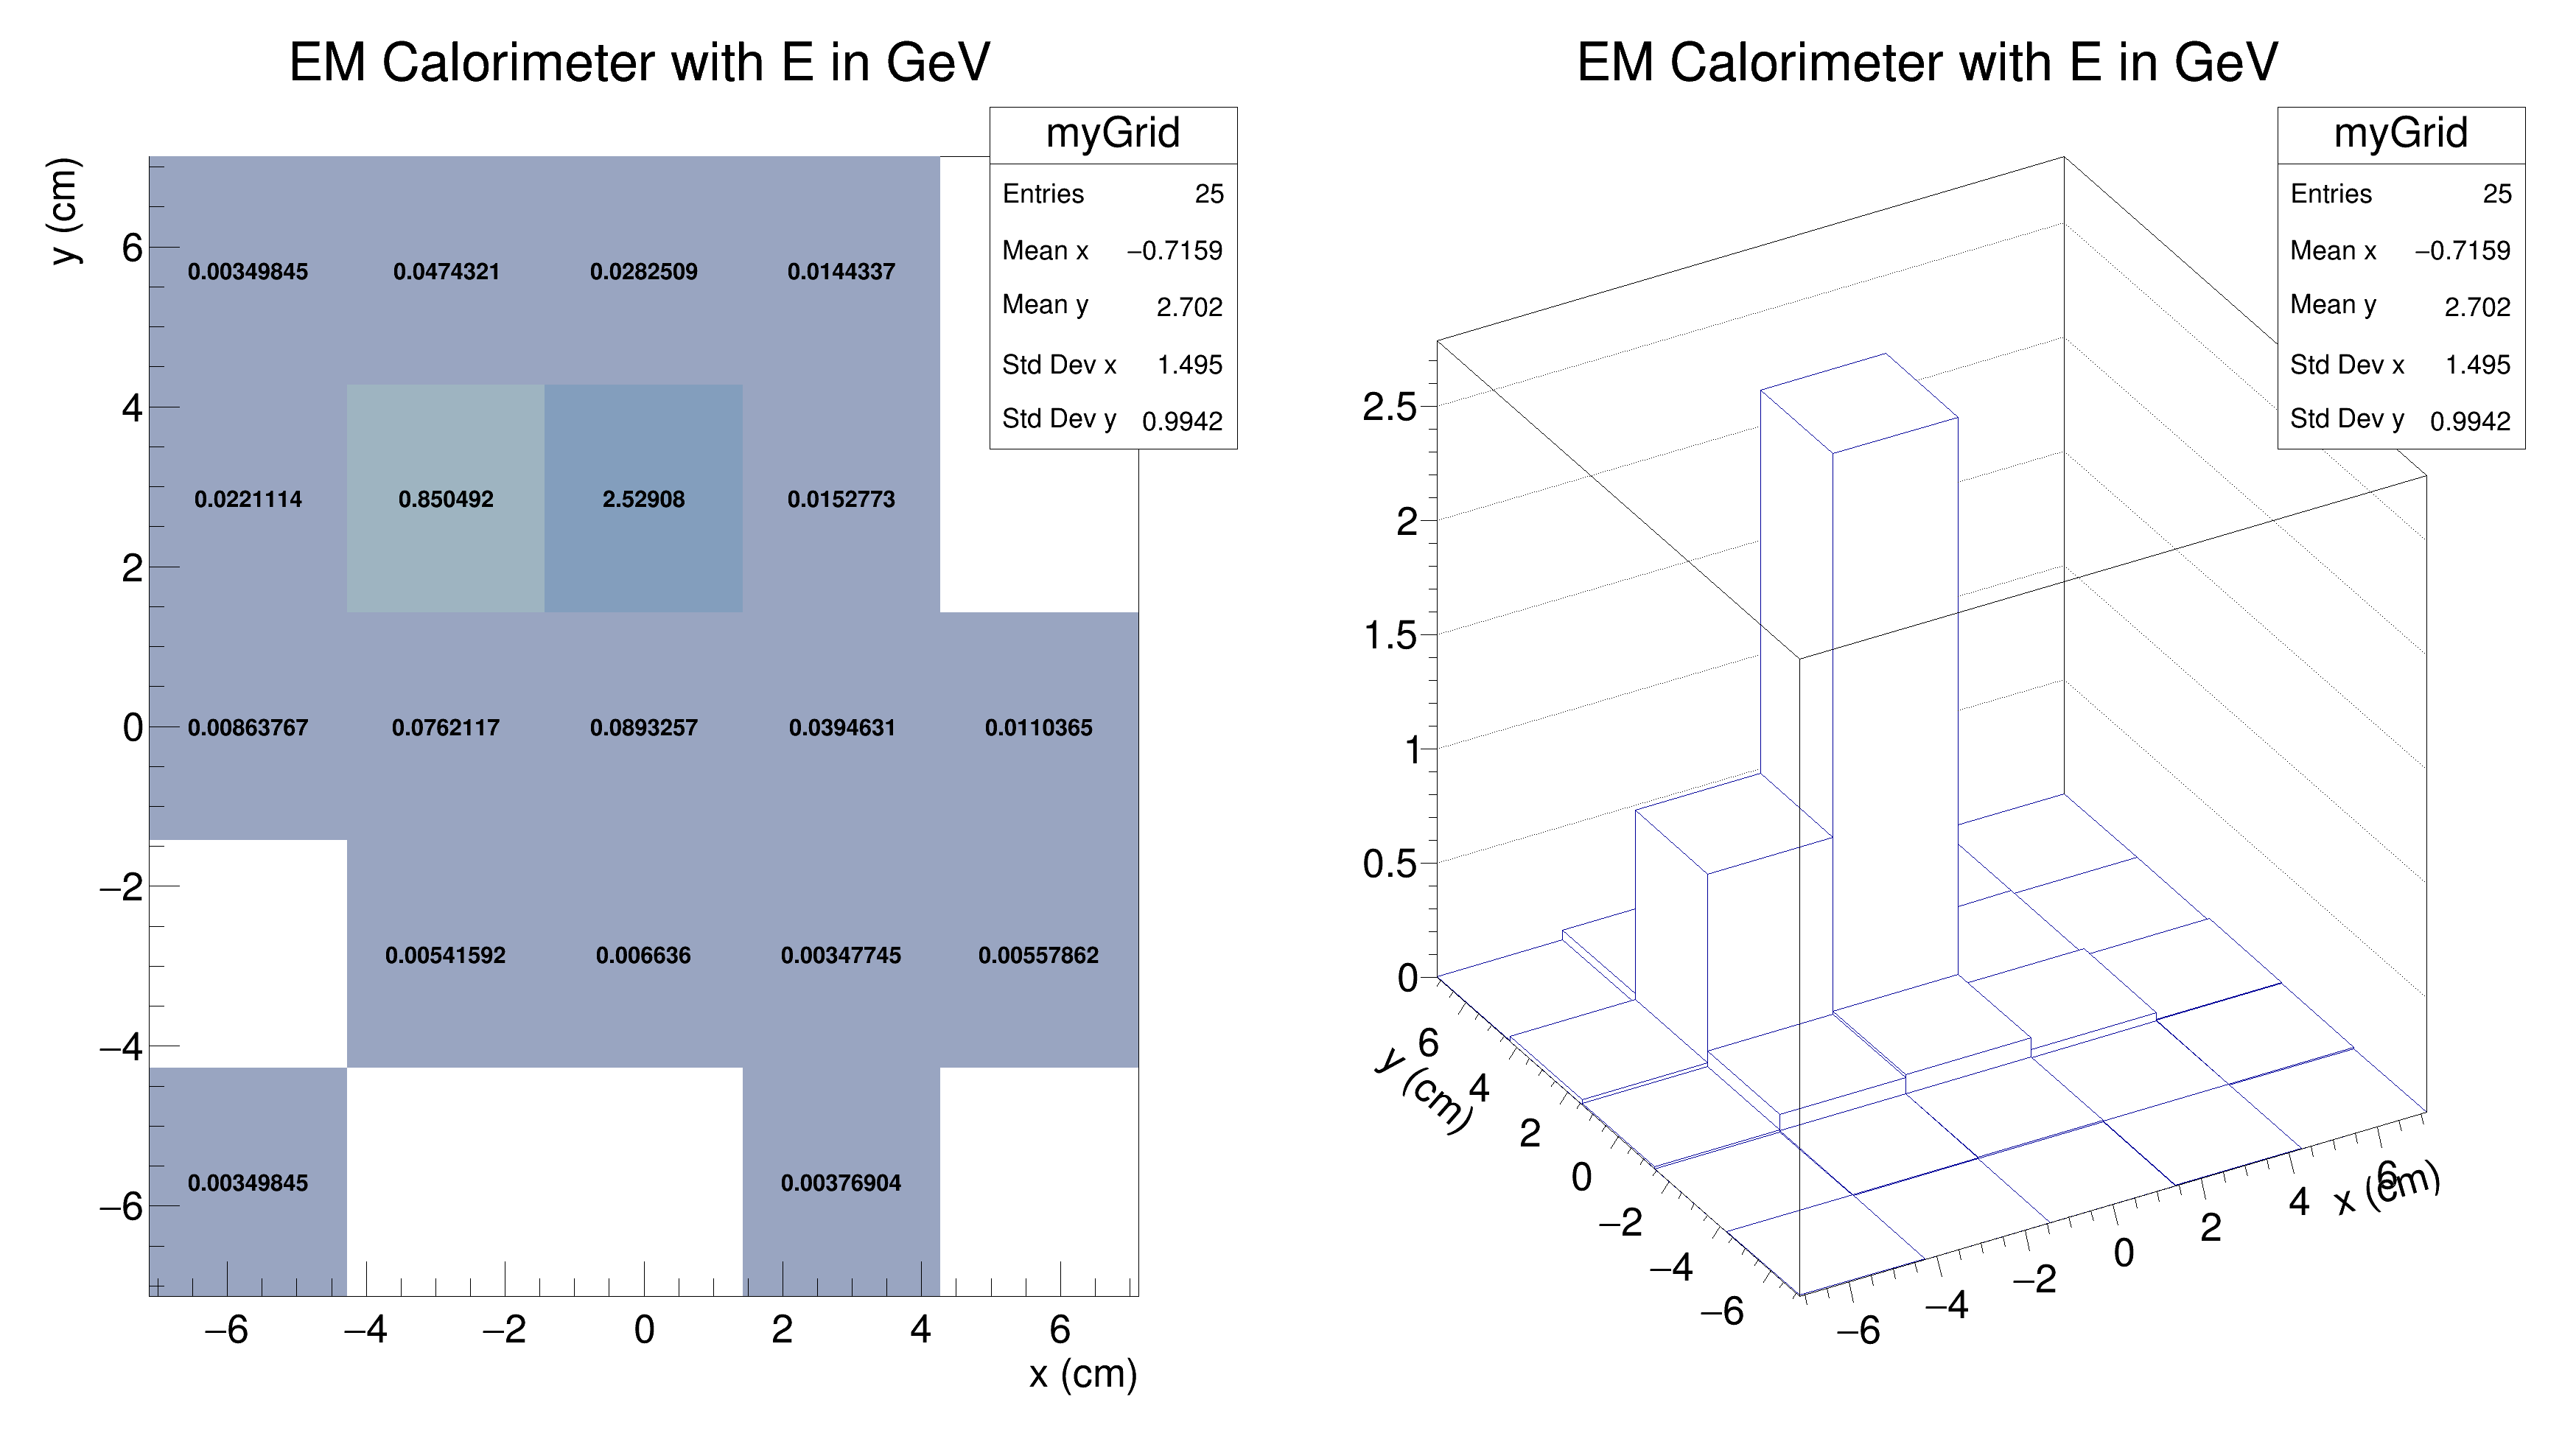 EM Calorimeter with E in GeV
myGrid
Entries 25
Mean x −0.7159
Mean y 2.702
Std Dev x 1.495
Std Dev y 0.9942
y (cm)
6
4
2
0
−2
−4
−6
0.00349845 0.0474321 0.0282509 0.0144337
0.0221114 0.850492 2.52908 0.0152773
0.00863767 0.0762117 0.0893257 0.0394631 0.0110365
0.00541592 0.006636 0.00347745 0.00557862
0.00349845 0.00376904
−6 −4 −2 0 2 4 6
x (cm)
EM Calorimeter with E in GeV
myGrid
Entries 25
Mean x −0.7159
Mean y 2.702
Std Dev x 1.495
Std Dev y 0.9942
2.5
2
1.5
1
0.5
0
6
4
2
0
−2
−4
−6
y (cm)
−6 −4 −2 0 2 4 6
x (cm)